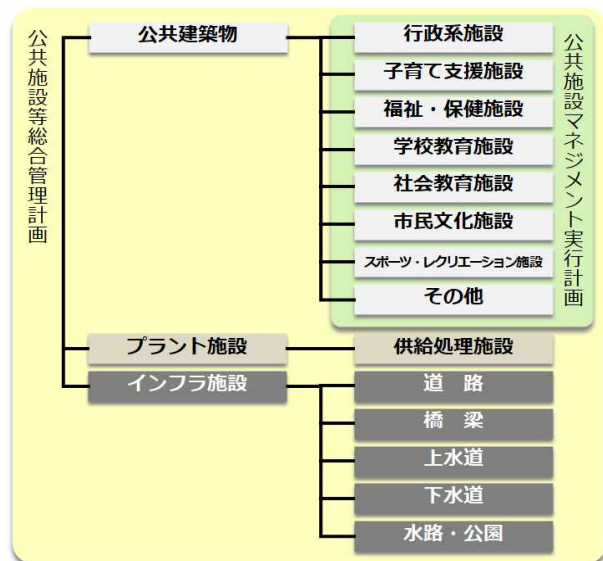 公共施設等総合管理計画
公共建築物
行政系施設
子育て支援施設
福祉・保健施設
学校教育施設
社会教育施設
市民文化施設
スポーツ・レクリエーション施設
その他
公共施設マネジメント実行計画
プラント施設
供給処理施設
インフラ施設
道　路
橋　梁
上水道
下水道
水路・公園